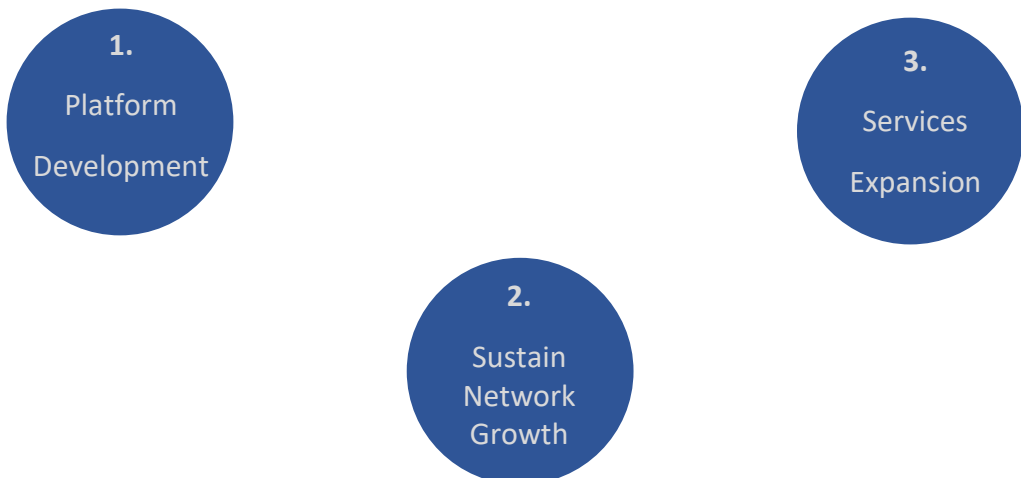 1.
Platform
Development
2.
Sustain
Network
Growth
3.
Services
Expansion